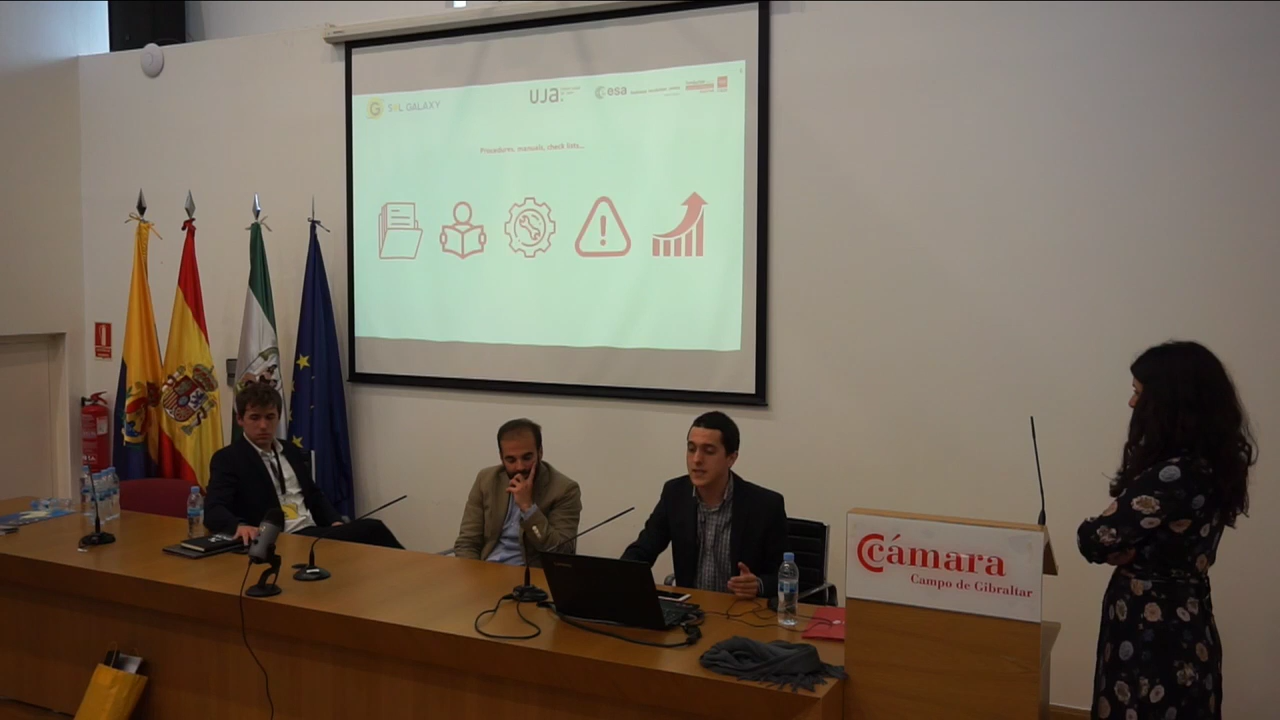 G SOL GALAXY
UJa
esa
Procedures, manuals, check lists...
Cámara
Campo de Gibraltar